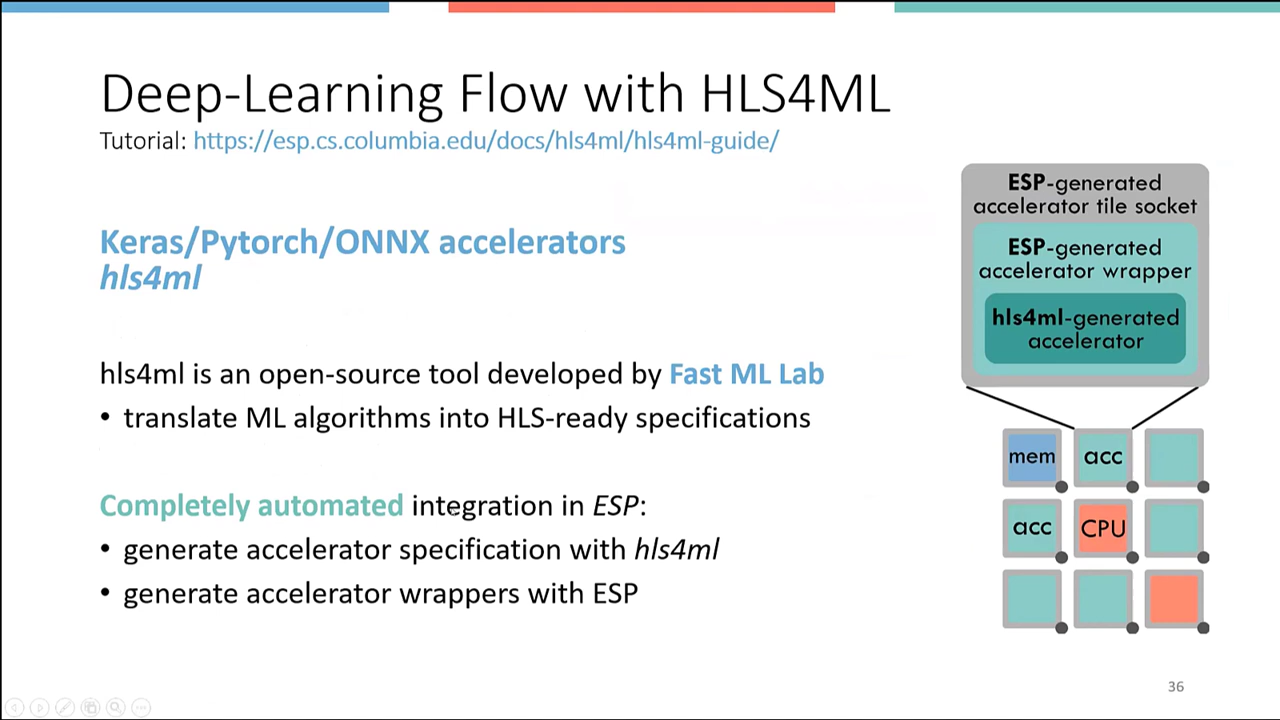 Deep-Learning Flow with HLS4ML
Tutorial: https://esp.cs.columbia.edu/docs/hls4ml/hls4ml-guide/
Keras/Pytorch/ONNX accelerators
hls4ml
hls4ml is an open-source tool developed by Fast ML Lab
• translate ML algorithms into HLS-ready specifications
Completely automated integration in ESP:
• generate accelerator specification with hls4ml
• generate accelerator wrappers with ESP
ESP-generated
accelerator tile socket
ESP-generated
accelerator wrapper
hls4ml-generated
accelerator
mem acc
acc CPU
36